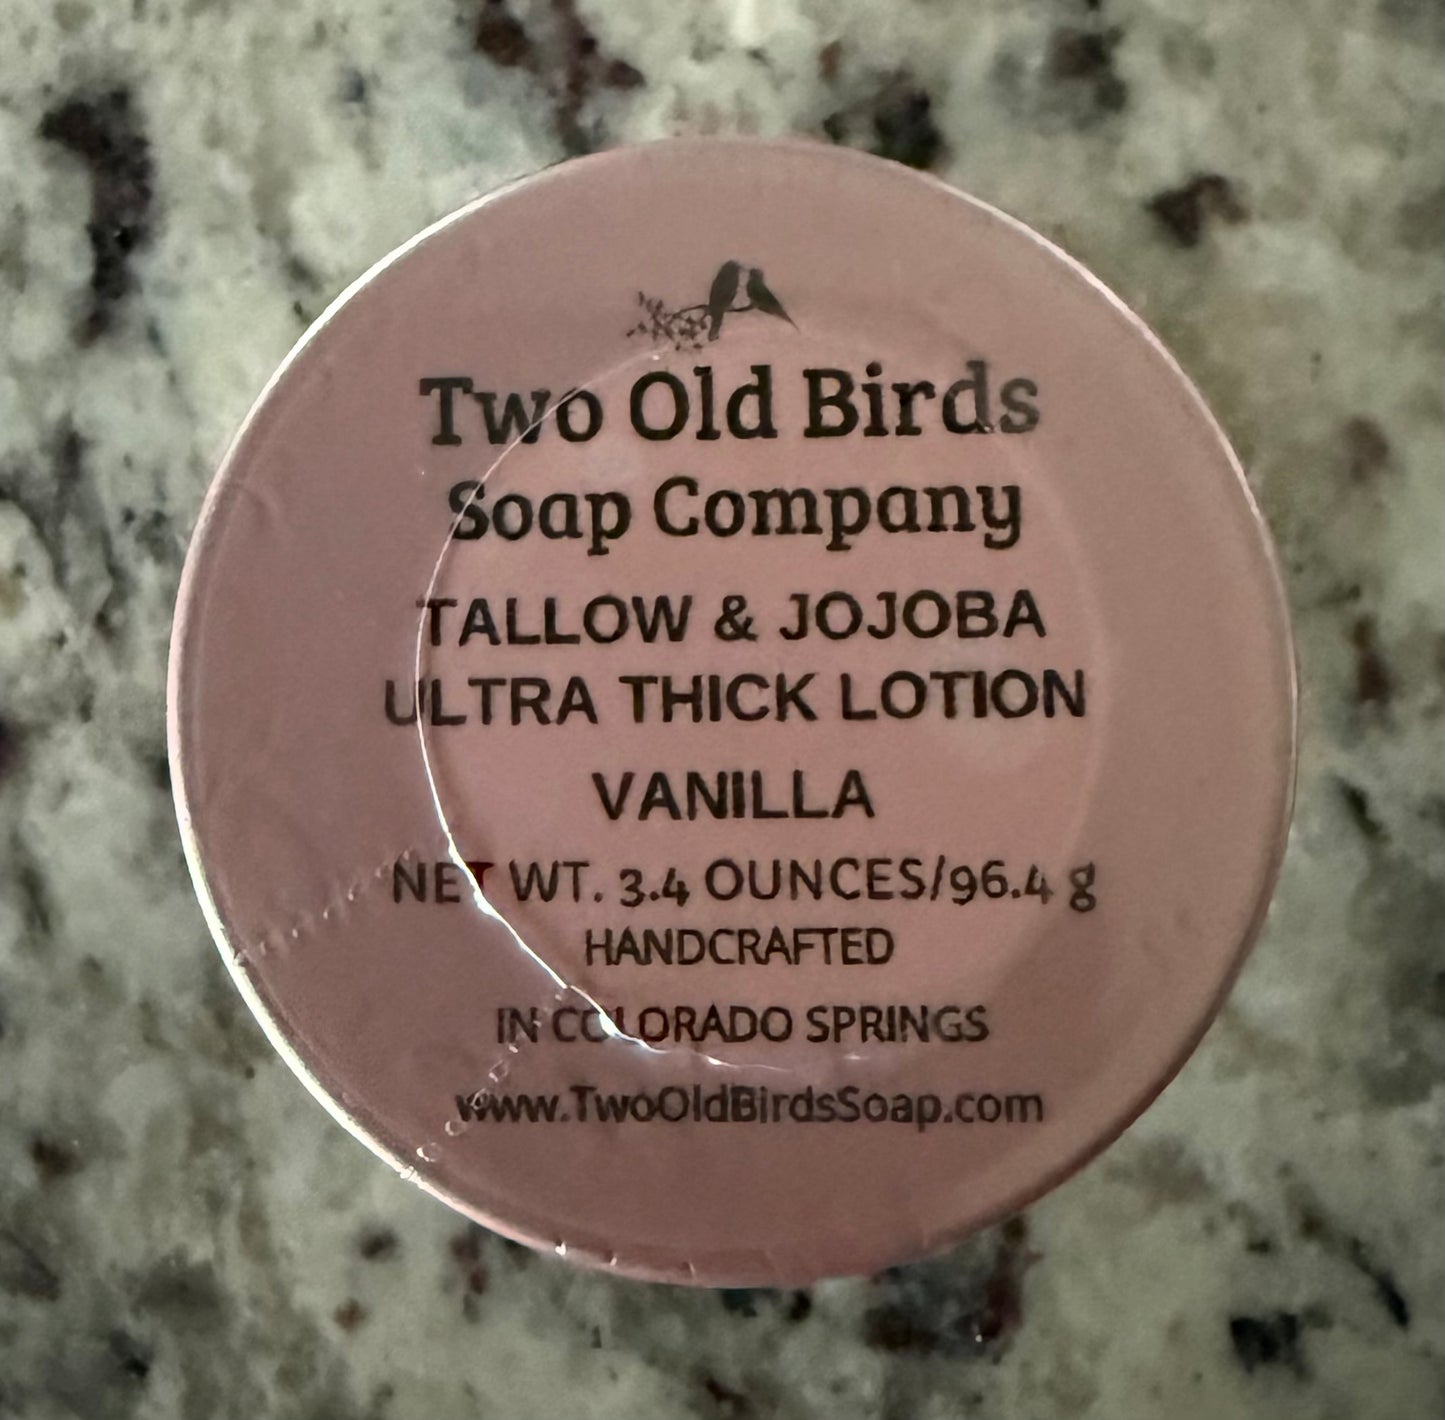 Two Old Birds
Soap Company
TALLOW & JOJOBA
ULTRA THICK LOTION
VANILLA
NET WT. 3.4 OUNCES/96.4 g
HANDCRAFTED
IN COLORADO SPRINGS
www.TwoOldBirdsSoap.com